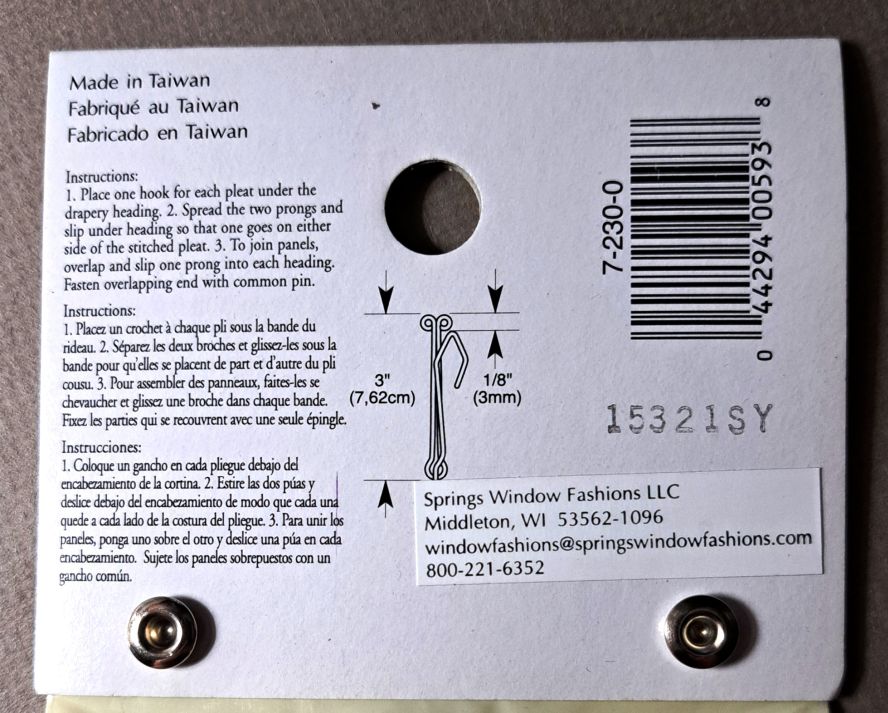 Made in Taiwan
Fabriqué au Taiwan
Fabricado en Taiwan
Instructions:
1. Place one hook for each pleat under the
drapery heading. 2. Spread the two prongs and
slip under heading so that one goes on either
side of the stitched pleat. 3. To join panels,
overlap and slip one prong into each heading.
Fasten overlapping end with common pin.
Instructions:
1. Placez un crochet à chaque pli sous la bande du
rideau. 2. Séparez les deux broches et glissez-les sous la
bande pour qu'elles se placent de part et d'autre du pli
cousu. 3. Pour assembler des panneaux, faites-les se
chevaucher et glissez une broche dans chaque bande.
Fixez les parties qui se recouvrent avec une seule épingle.
Instrucciones:
1. Coloque un gancho en cada pliegue debajo del
encabezamiento de la cortina. 2. Estire las dos púas y
deslice debajo del encabezamiento de modo que cada una
quede a cada lado de la costura del pliegue. 3. Para unir los
paneles, ponga uno sobre el otro y deslice una púa en cada
encabezamiento. Sujete los paneles sobrepuestos con un
gancho común.
3"
(7,62cm)
1/8"
(3mm)
7-230-0
0 44294 00593 8
15321SY
Springs Window Fashions LLC
Middleton, WI 53562-1096
windowfashions@springswindowfashions.com
800-221-6352